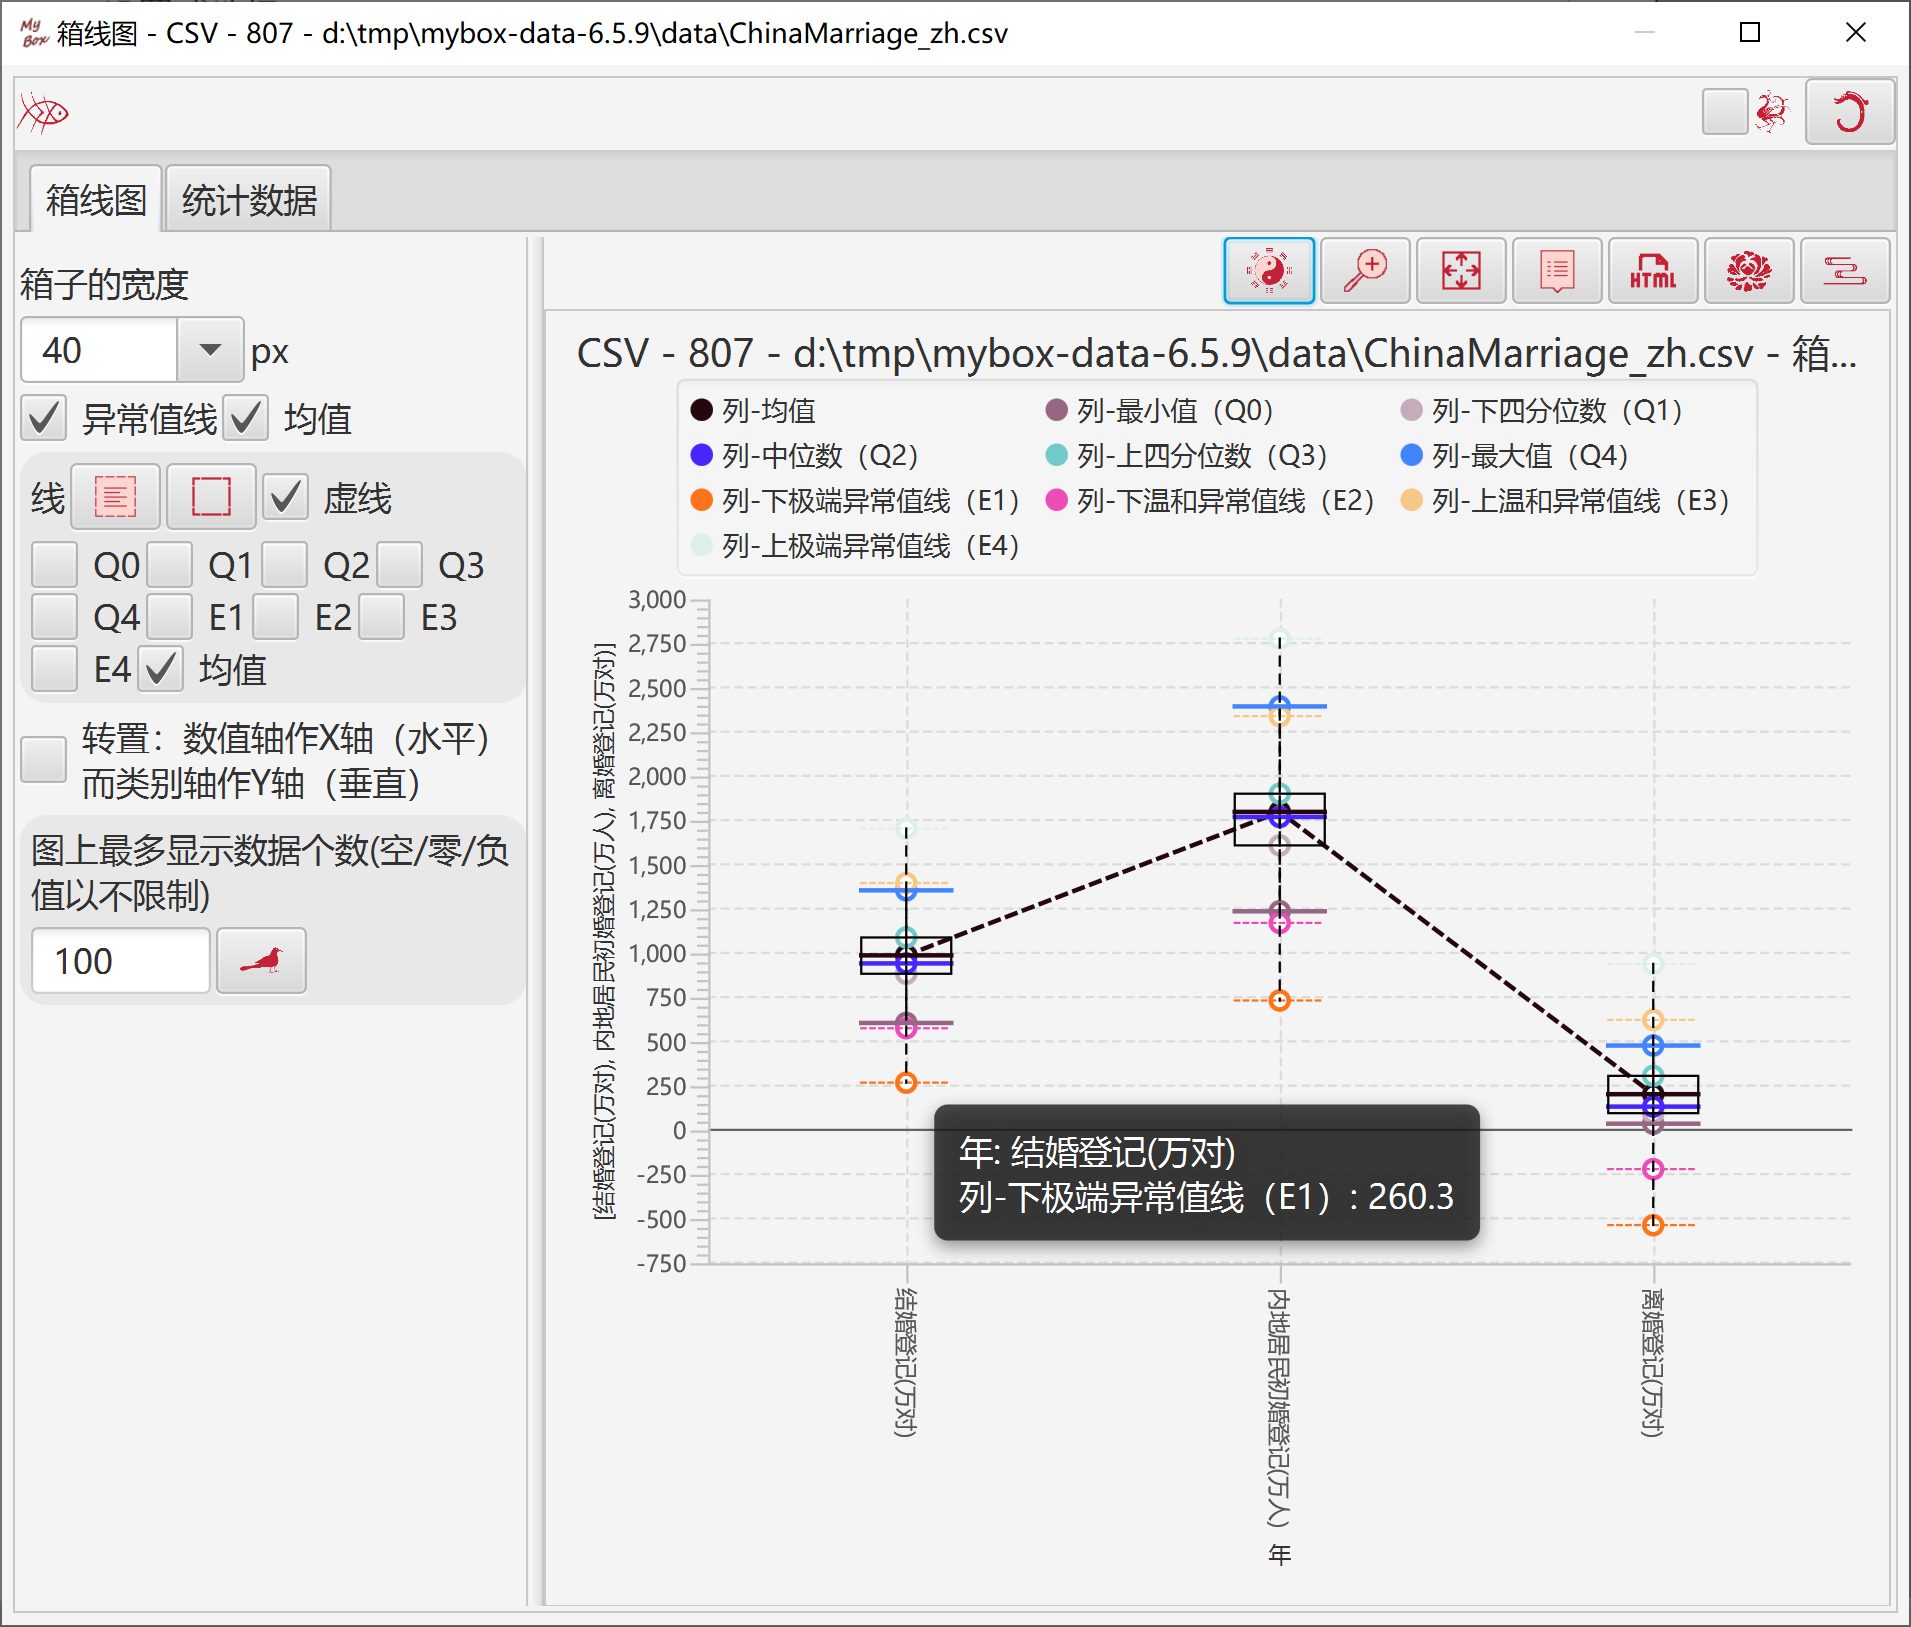 My Box
箱线图 - CSV - 807 - d:\tmp\mybox-data-6.5.9\data\ChinaMarriage_zh.csv
箱线图
统计数据
箱子的宽度
40
px
异常值线
均值
线
虚线
Q0
Q1
Q2
Q3
Q4
E1
E2
E3
E4
均值
转置：数值轴作X轴（水平）
而类别轴作Y轴（垂直）
图上最多显示数据个数(空/零/负
值以不限制)
100
HTML
CSV - 807 - d:\tmp\mybox-data-6.5.9\data\ChinaMarriage_zh.csv - 箱...
列-均值
列-最小值（Q0）
列-下四分位数（Q1）
列-中位数（Q2）
列-上四分位数（Q3）
列-最大值（Q4）
列-下极端异常值线（E1）
列-下温和异常值线（E2）
列-上温和异常值线（E3）
列-上极端异常值线（E4）
[结婚登记(万对), 内地居民初婚登记(万人), 离婚登记(万对)]
3,000
2,750
2,500
2,250
2,000
1,750
1,500
1,250
1,000
750
500
250
0
-250
-500
-750
年: 结婚登记(万对)
列-下极端异常值线（E1）: 260.3
结婚登记(万对)
内地居民初婚登记(万人)
离婚登记(万对)
年